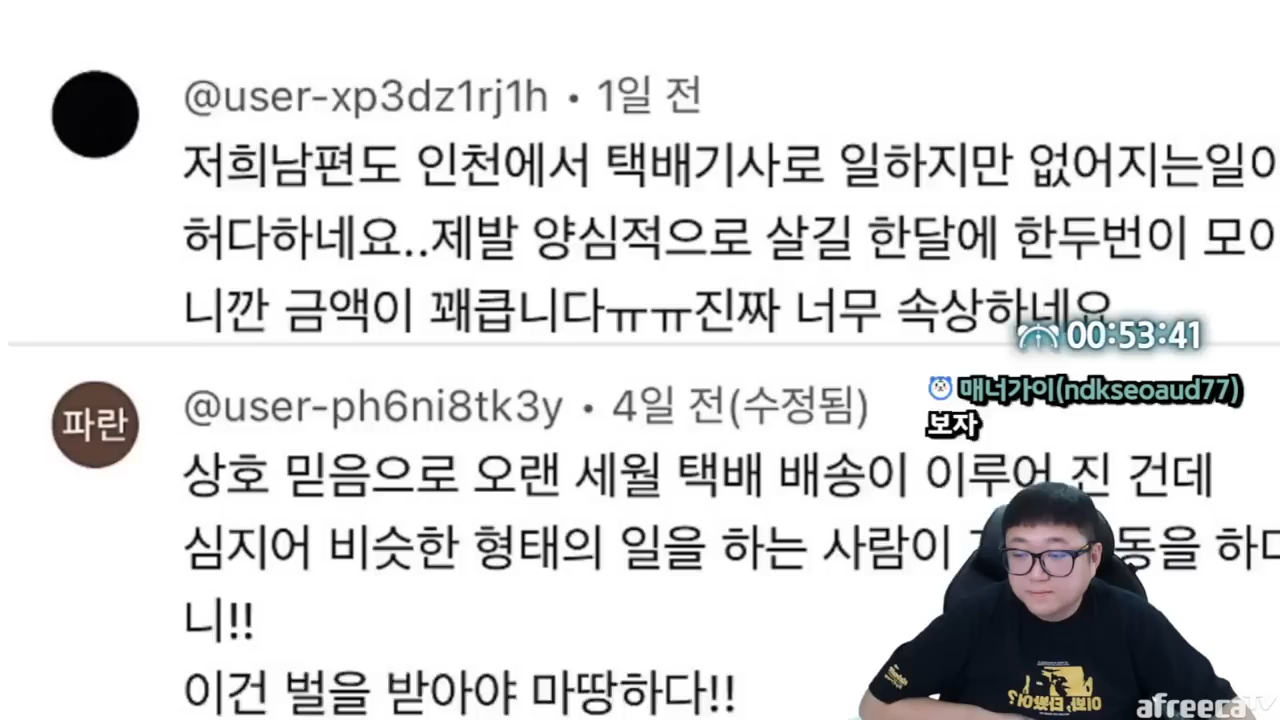 @user-xp3dz1rj1h • 1일 전
저희남편도 인천에서 택배기사로 일하지만 없어지는일이
허다하네요..제발 양심적으로 살길 한달에 한두번이 모이
니깐 금액이 꽤큽니다ㅠㅠ진짜 너무 속상하네요
00:53:41
파란
@user-ph6ni8tk3y • 4일 전(수정됨)
매너가이(ndkseoaud77)
보자
상호 믿음으로 오랜 세월 택배 배송이 이루어 진 건데
심지어 비슷한 형태의 일을 하는 사람이 동을 하다
니!!
이건 벌을 받아야 마땅하다!!
afreecaTV